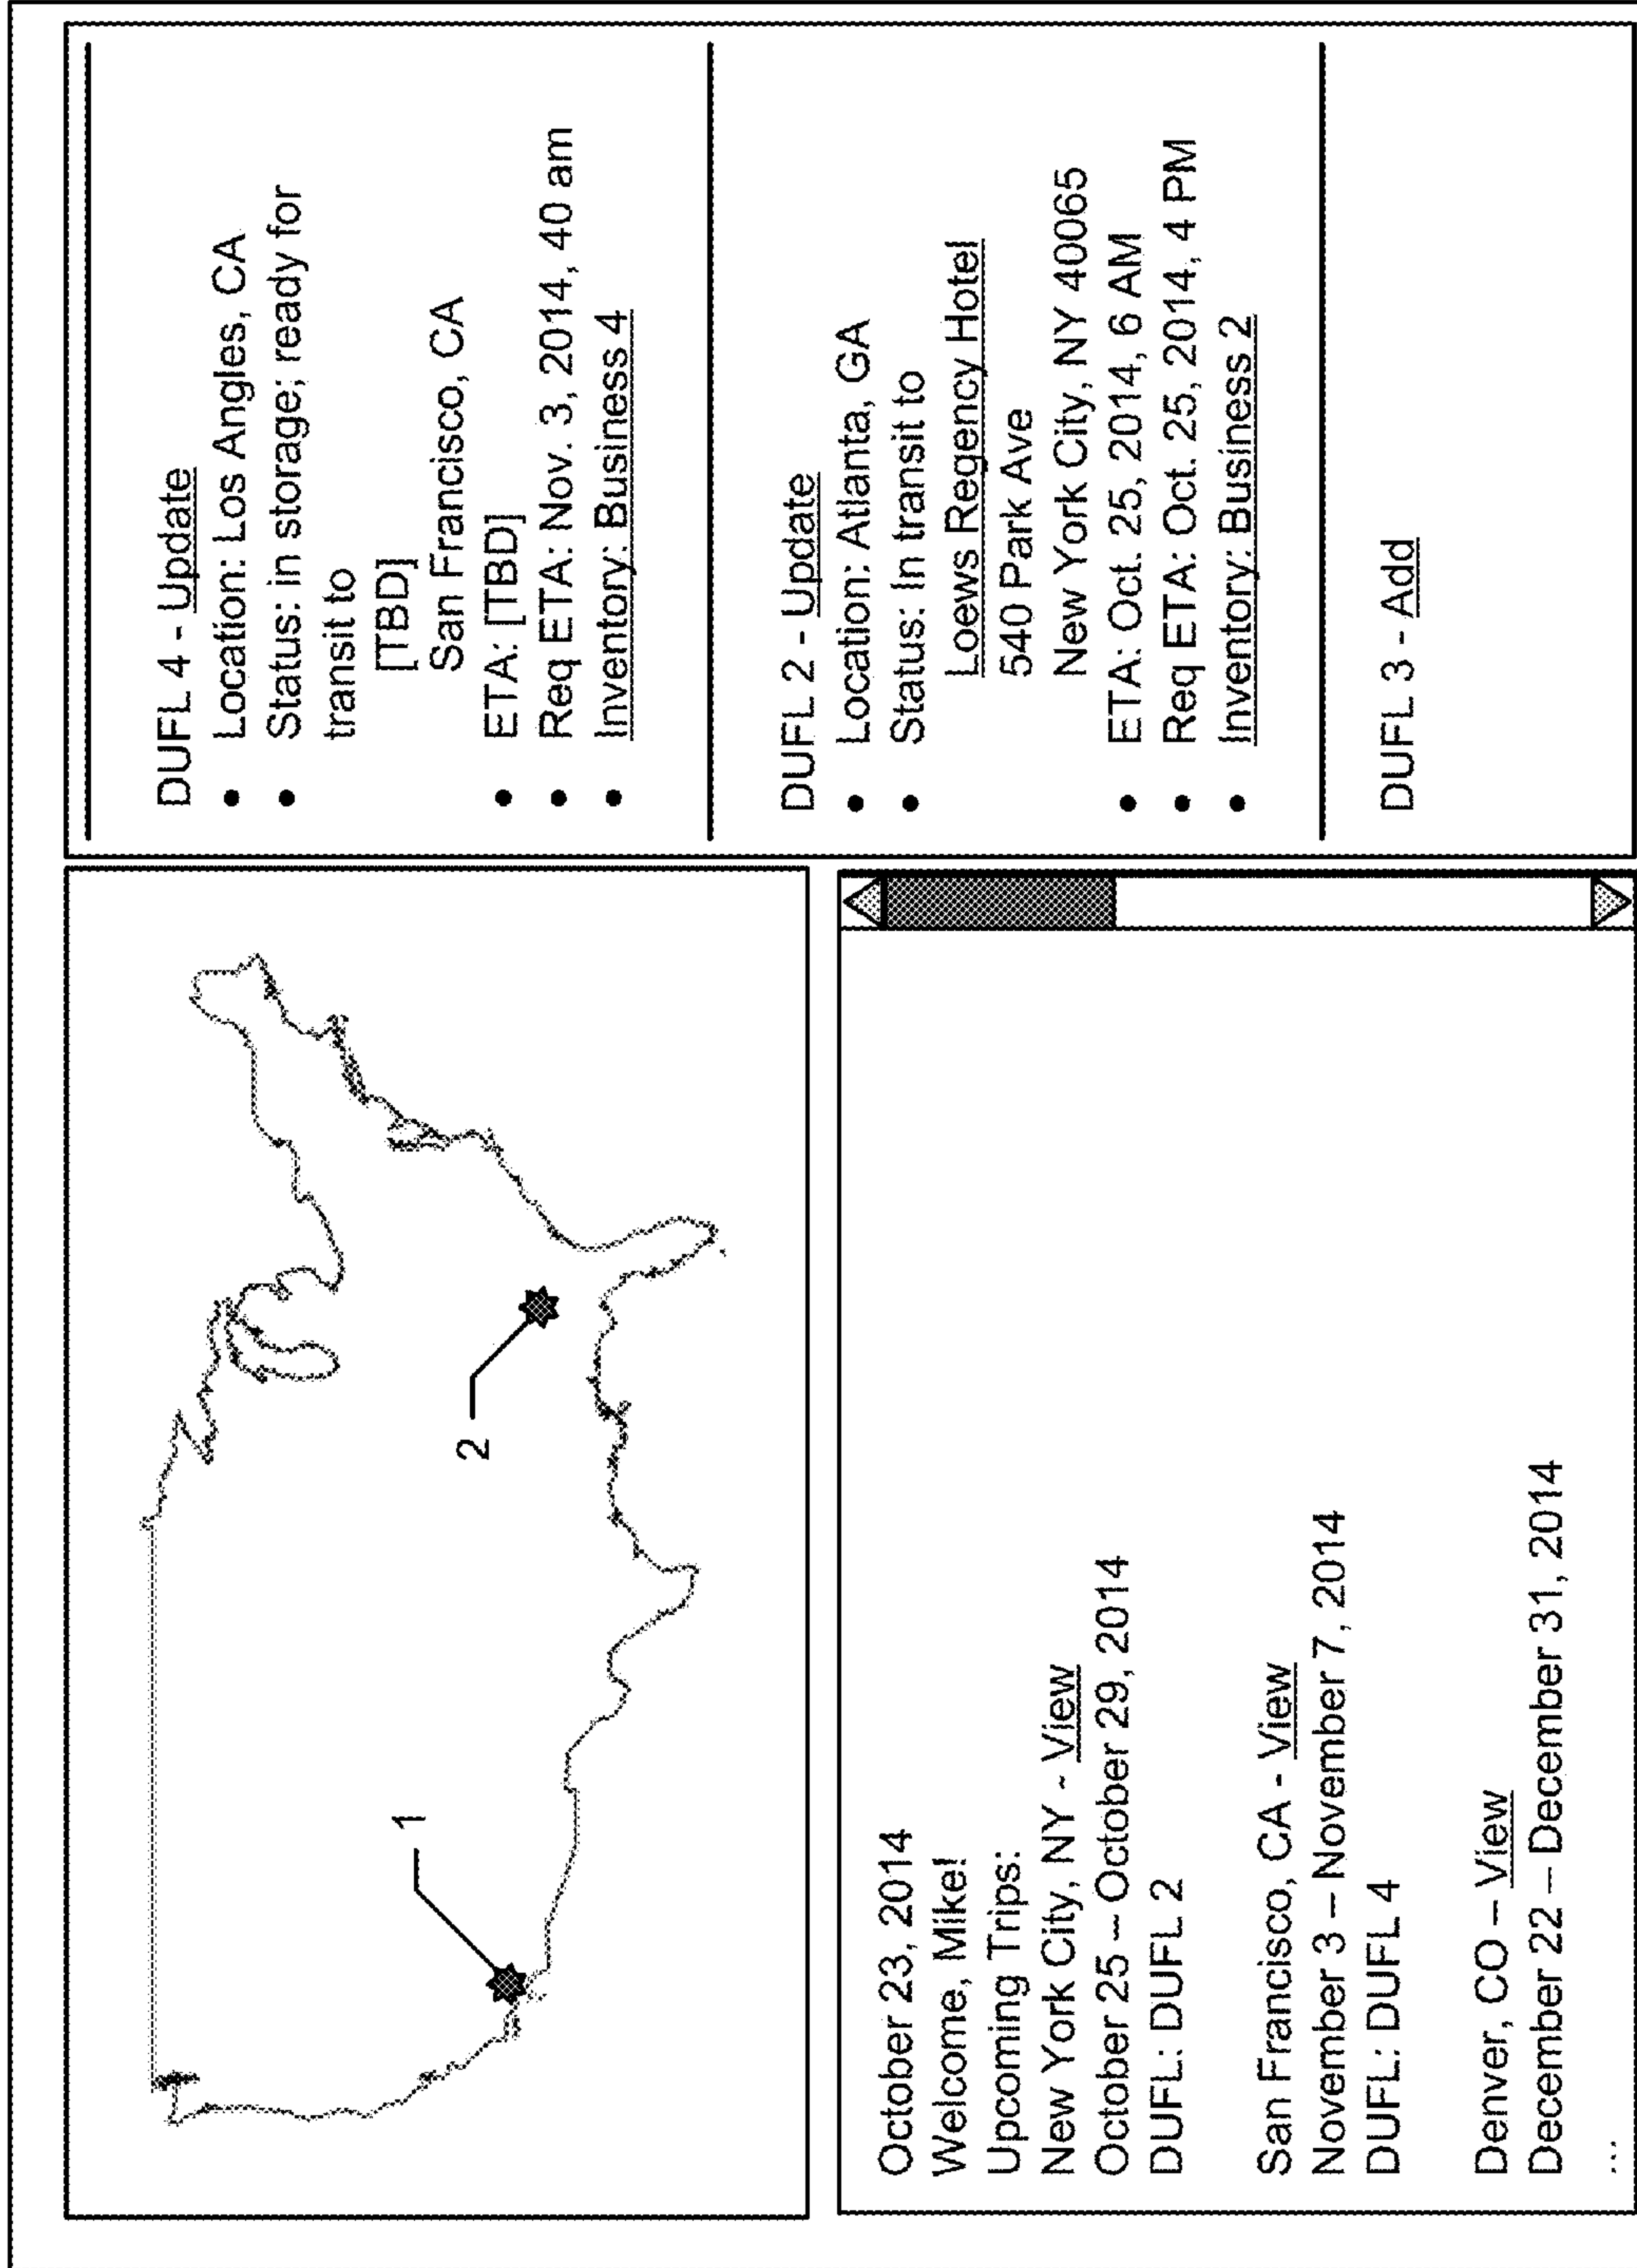 1
2
October 23, 2014
Welcome, Mike!
Upcoming Trips:
New York City, NY - View
October 25 – October 29, 2014
DUFL: DUFL 2
San Francisco, CA - View
November 3 – November 7, 2014
DUFL: DUFL 4
Denver, CO – View
December 22 – December 31, 2014
...
DUFL 4 - Update
• Location: Los Angles, CA
• Status: in storage; ready for
transit to
[TBD]
San Francisco, CA
• ETA: [TBD]
• Req ETA: Nov. 3, 2014, 40 am
• Inventory: Business 4
DUFL 2 - Update
• Location: Atlanta, GA
• Status: In transit to
Loews Regency Hotel
540 Park Ave
New York City, NY 40065
• ETA: Oct. 25, 2014, 6 AM
• Req ETA: Oct. 25, 2014, 4 PM
• Inventory: Business 2
DUFL 3 - Add